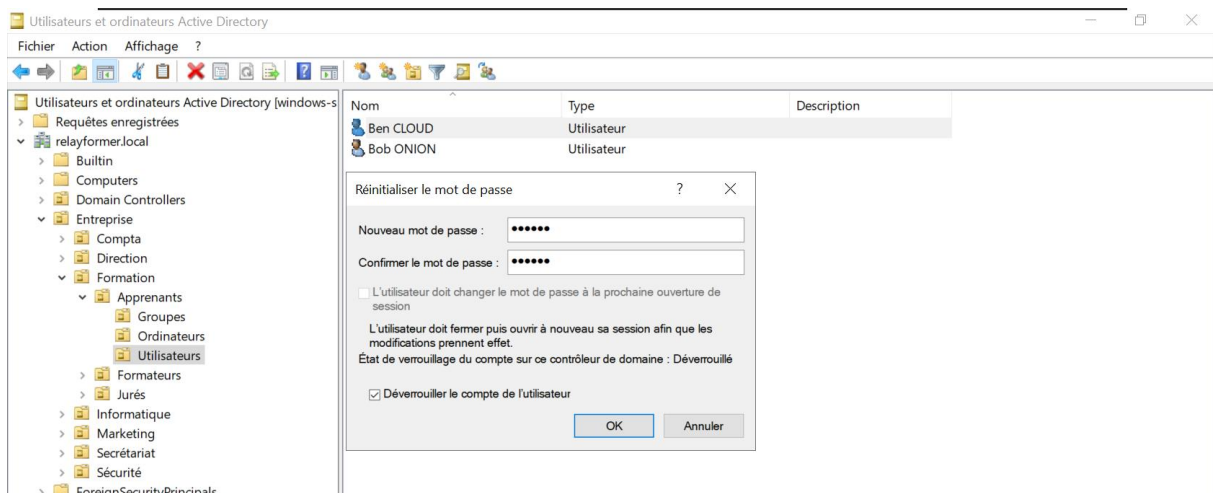 Utilisateurs et ordinateurs Active Directory
Fichier Action Affichage ?
Utilisateurs et ordinateurs Active Directory [windows-s
Requêtes enregistrées
relayformer.local
Builtin
Computers
Domain Controllers
Entreprise
Compta
Direction
Formation
Apprenants
Groupes
Ordinateurs
Utilisateurs
Formateurs
Jurés
Informatique
Marketing
Secrétariat
Sécurité
ForeignSecurityPrincipals
Nom Type Description
Ben CLOUD Utilisateur
Bob ONION Utilisateur
Réinitialiser le mot de passe ?
Nouveau mot de passe : ••••••
Confirmer le mot de passe : ••••••
L'utilisateur doit changer le mot de passe à la prochaine ouverture de
session
L'utilisateur doit fermer puis ouvrir à nouveau sa session afin que les
modifications prennent effet.
État de verrouillage du compte sur ce contrôleur de domaine : Déverrouillé
Déverrouiller le compte de l'utilisateur
OK Annuler